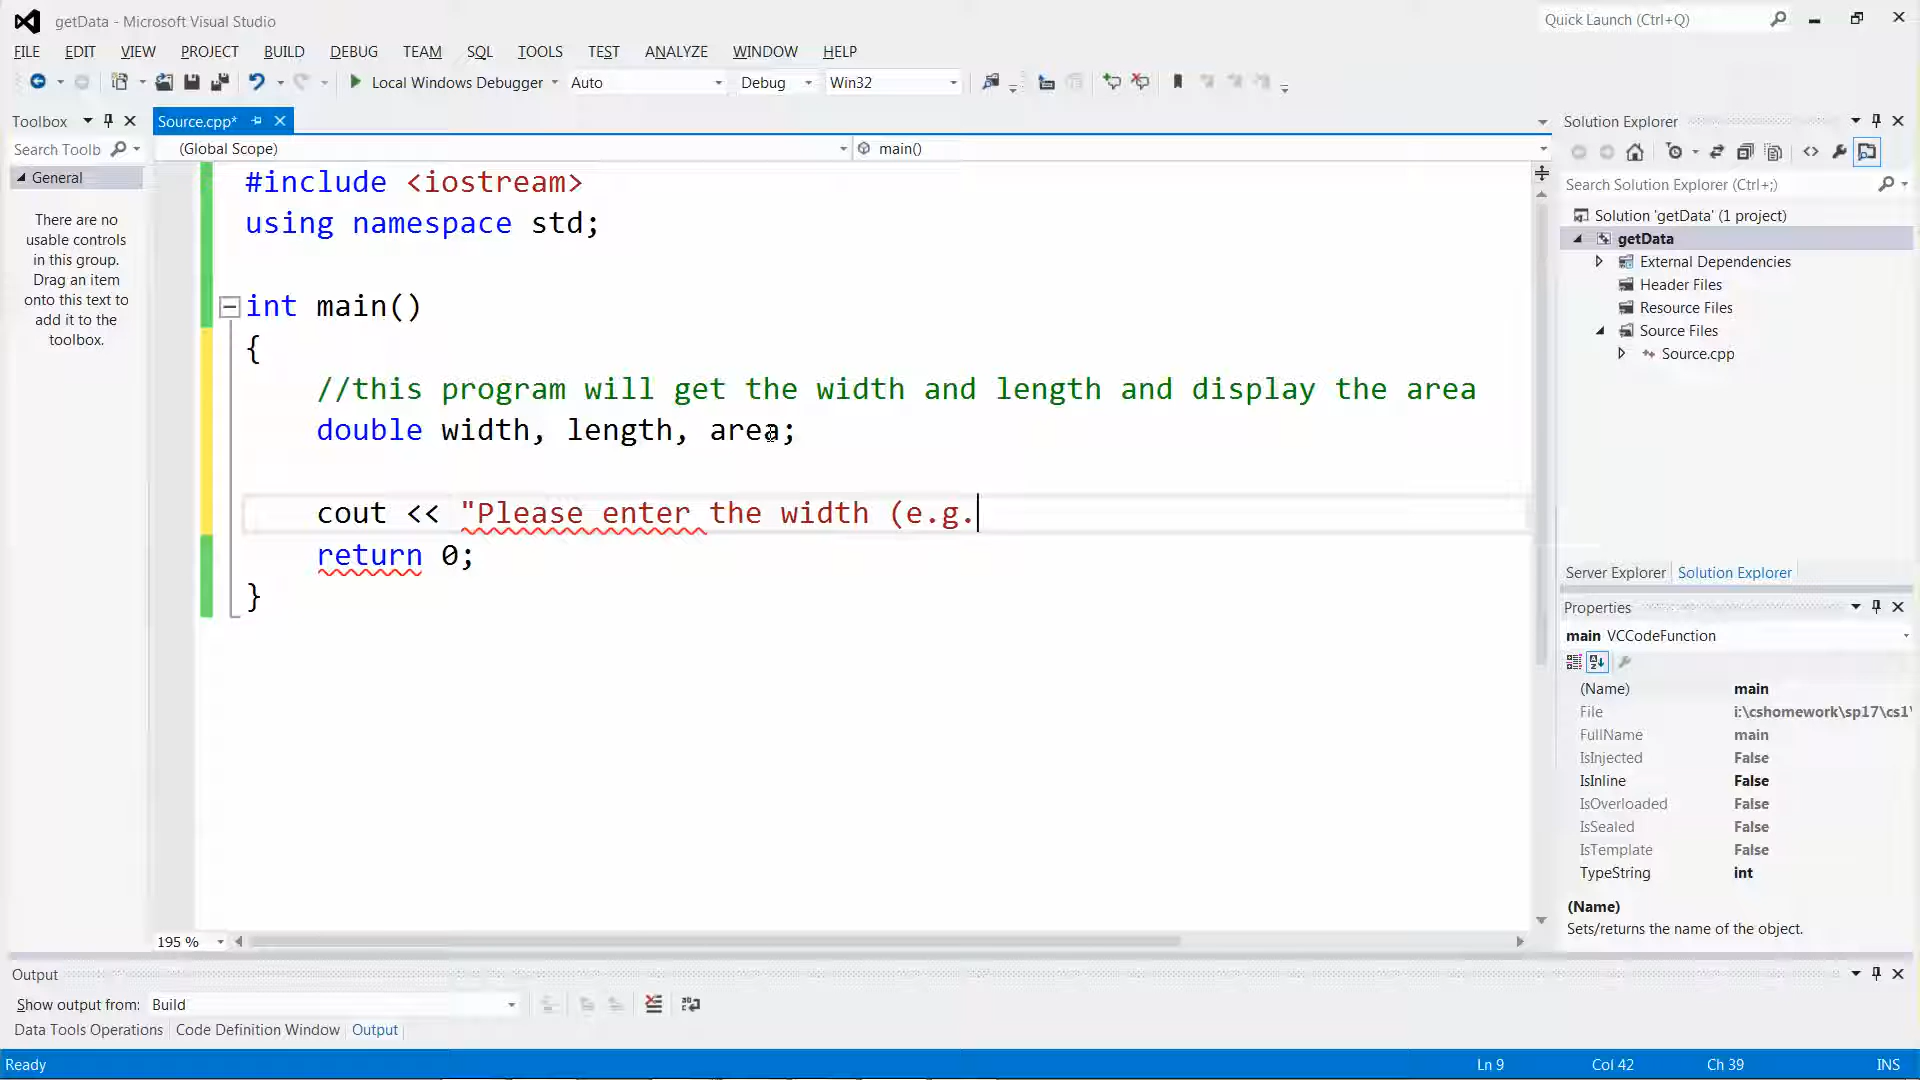 getData - Microsoft Visual Studio
Quick Launch (Ctrl+Q)
FILE EDIT VIEW PROJECT BUILD DEBUG TEAM SQL TOOLS TEST ANALYZE WINDOW HELP
Local Windows Debugger Auto Debug Win32
Toolbox
Source.cpp*
Solution Explorer
Search Toolb
(Global Scope)
main()
General
There are no
usable controls
in this group.
Drag an item
onto this text to
add it to the
toolbox.
#include <iostream>
using namespace std;
int main()
{
//this program will get the width and length and display the area
double width, length, area;
cout << "Please enter the width (e.g.
return 0;
}
195 %
Search Solution Explorer (Ctrl+;)
Solution 'getData' (1 project)
getData
External Dependencies
Header Files
Resource Files
Source Files
Source.cpp
Server Explorer Solution Explorer
Properties
main VCCodeFunction
(Name) main
File i:\cshomework\sp17\cs1\
FullName main
IsInjected False
IsInline False
IsOverloaded False
IsSealed False
IsTemplate False
TypeString int
(Name)
Sets/returns the name of the object.
Output
Show output from: Build
Data Tools Operations Code Definition Window Output
Ready
Ln 9 Col 42 Ch 39 INS